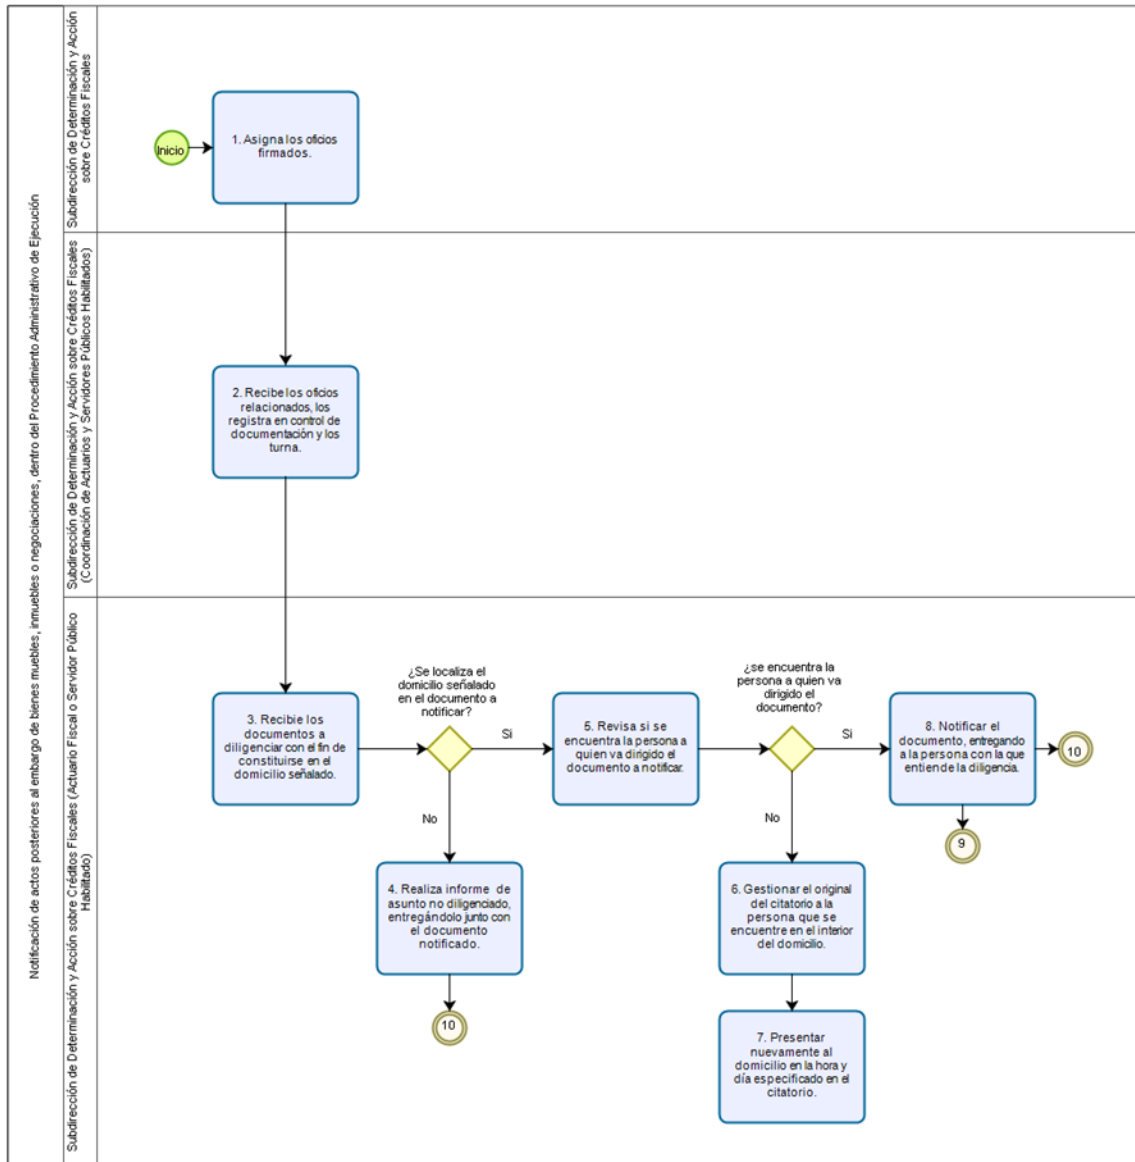 Notificación de actos posteriores al embargo de bienes muebles, inmuebles o negociaciones, dentro del Procedimiento Administrativo de Ejecución
Subdirección de Determinación y Acción
sobre Créditos Fiscales
Inicio
1. Asigna los oficios
firmados.
Subdirección de Determinación y Acción sobre Créditos Fiscales
(Coordinación de Actuarios y Servidores Públicos Habilitados)
2. Recibe los oficios
relacionados, los
registra en control de
documentación y los
turna.
Subdirección de Determinación y Acción sobre Créditos Fiscales (Actuario Fiscal o Servidor Público
Habilitado)
3. Recibie los
documentos a
diligenciar con el fin de
constituirse en el
domicilio señalado.
¿Se localiza el
domicilio señalado
en el documento a
notificar?
Si
No
4. Realiza informe de
asunto no diligenciado,
entregándolo junto con
el documento
notificado.
10
5. Revisa si se
encuentra la persona a
quien va dirigido el
documento a notificar.
¿se encuentra la
persona a quien va
dirigido el
documento?
Si
No
6. Gestionar el original
del citatorio a la
persona que se
encuentre en el interior
del domicilio.
7. Presentar
nuevamente al
domicilio en la hora y
día especificado en el
citatorio.
8. Notificar el
documento, entregando
a la persona con la que
entiende la diligencia.
10
9